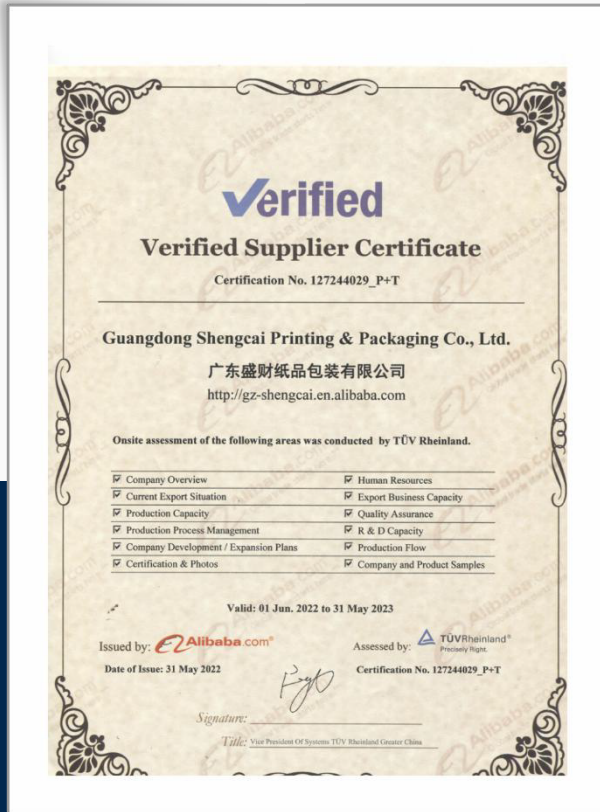 Verified
Verified Supplier Certificate
Certification No. 127244029_P+T
Guangdong Shengcai Printing & Packaging Co., Ltd.
广东盛财纸品包装有限公司
http://gz-shengcai.en.alibaba.com
Onsite assessment of the following areas was conducted by TÜV Rheinland.
Company Overview
Human Resources
Current Export Situation
Export Business Capacity
Production Capacity
Quality Assurance
Production Process Management
R & D Capacity
Company Development / Expansion Plans
Production Flow
Certification & Photos
Company and Product Samples
Valid: 01 Jun. 2022 to 31 May 2023
Issued by: Alibaba.com®
Assessed by: TÜVRheinland®
Precisely Right.
Date of Issue: 31 May 2022
Certification No. 127244029_P+T
Signature:
Title: Vice President Of Systems TÜV Rheinland Greater China